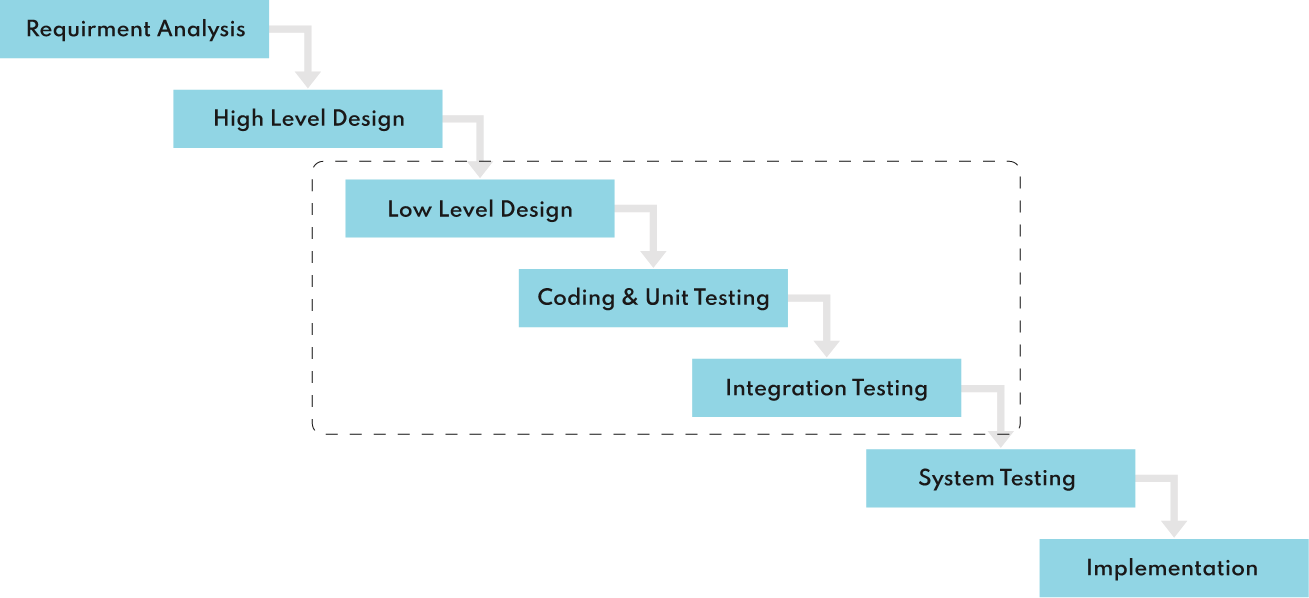 Requirment Analysis
High Level Design
Low Level Design
Coding & Unit Testing
Integration Testing
System Testing
Implementation